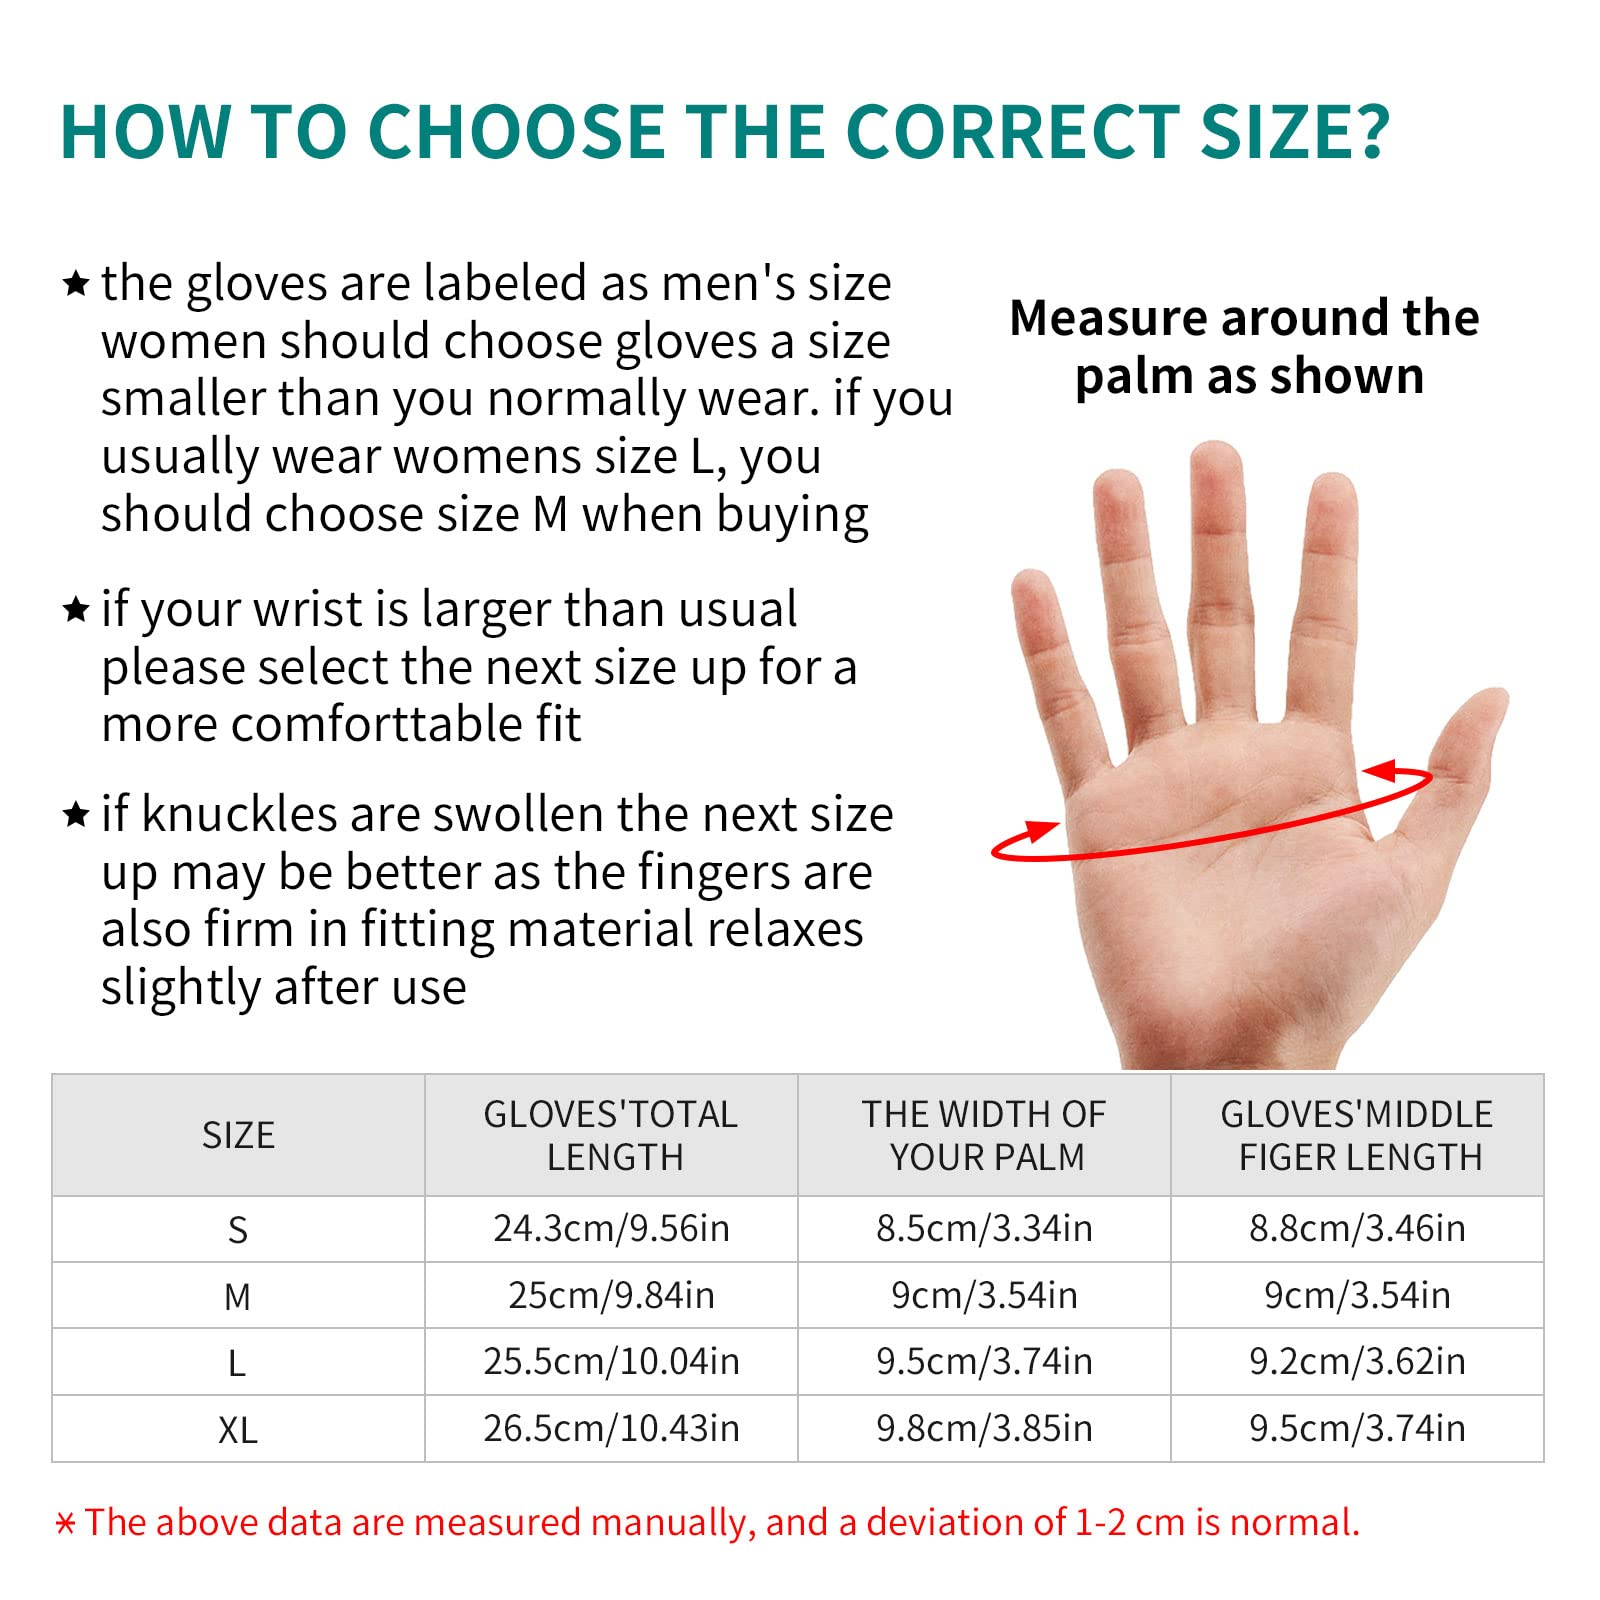 HOW TO CHOOSE THE CORRECT SIZE?
★ the gloves are labeled as men's size
women should choose gloves a size
smaller than you normally wear. if you
usually wear womens size L, you
should choose size M when buying
★ if your wrist is larger than usual
please select the next size up for a
more comforttable fit
★ if knuckles are swollen the next size
up may be better as the fingers are
also firm in fitting material relaxes
slightly after use
Measure around the
palm as shown
SIZE
GLOVES'TOTAL
LENGTH
THE WIDTH OF
YOUR PALM
GLOVES'MIDDLE
FIGER LENGTH
S 24.3cm/9.56in 8.5cm/3.34in 8.8cm/3.46in
M 25cm/9.84in 9cm/3.54in 9cm/3.54in
L 25.5cm/10.04in 9.5cm/3.74in 9.2cm/3.62in
XL 26.5cm/10.43in 9.8cm/3.85in 9.5cm/3.74in
* The above data are measured manually, and a deviation of 1-2 cm is normal.